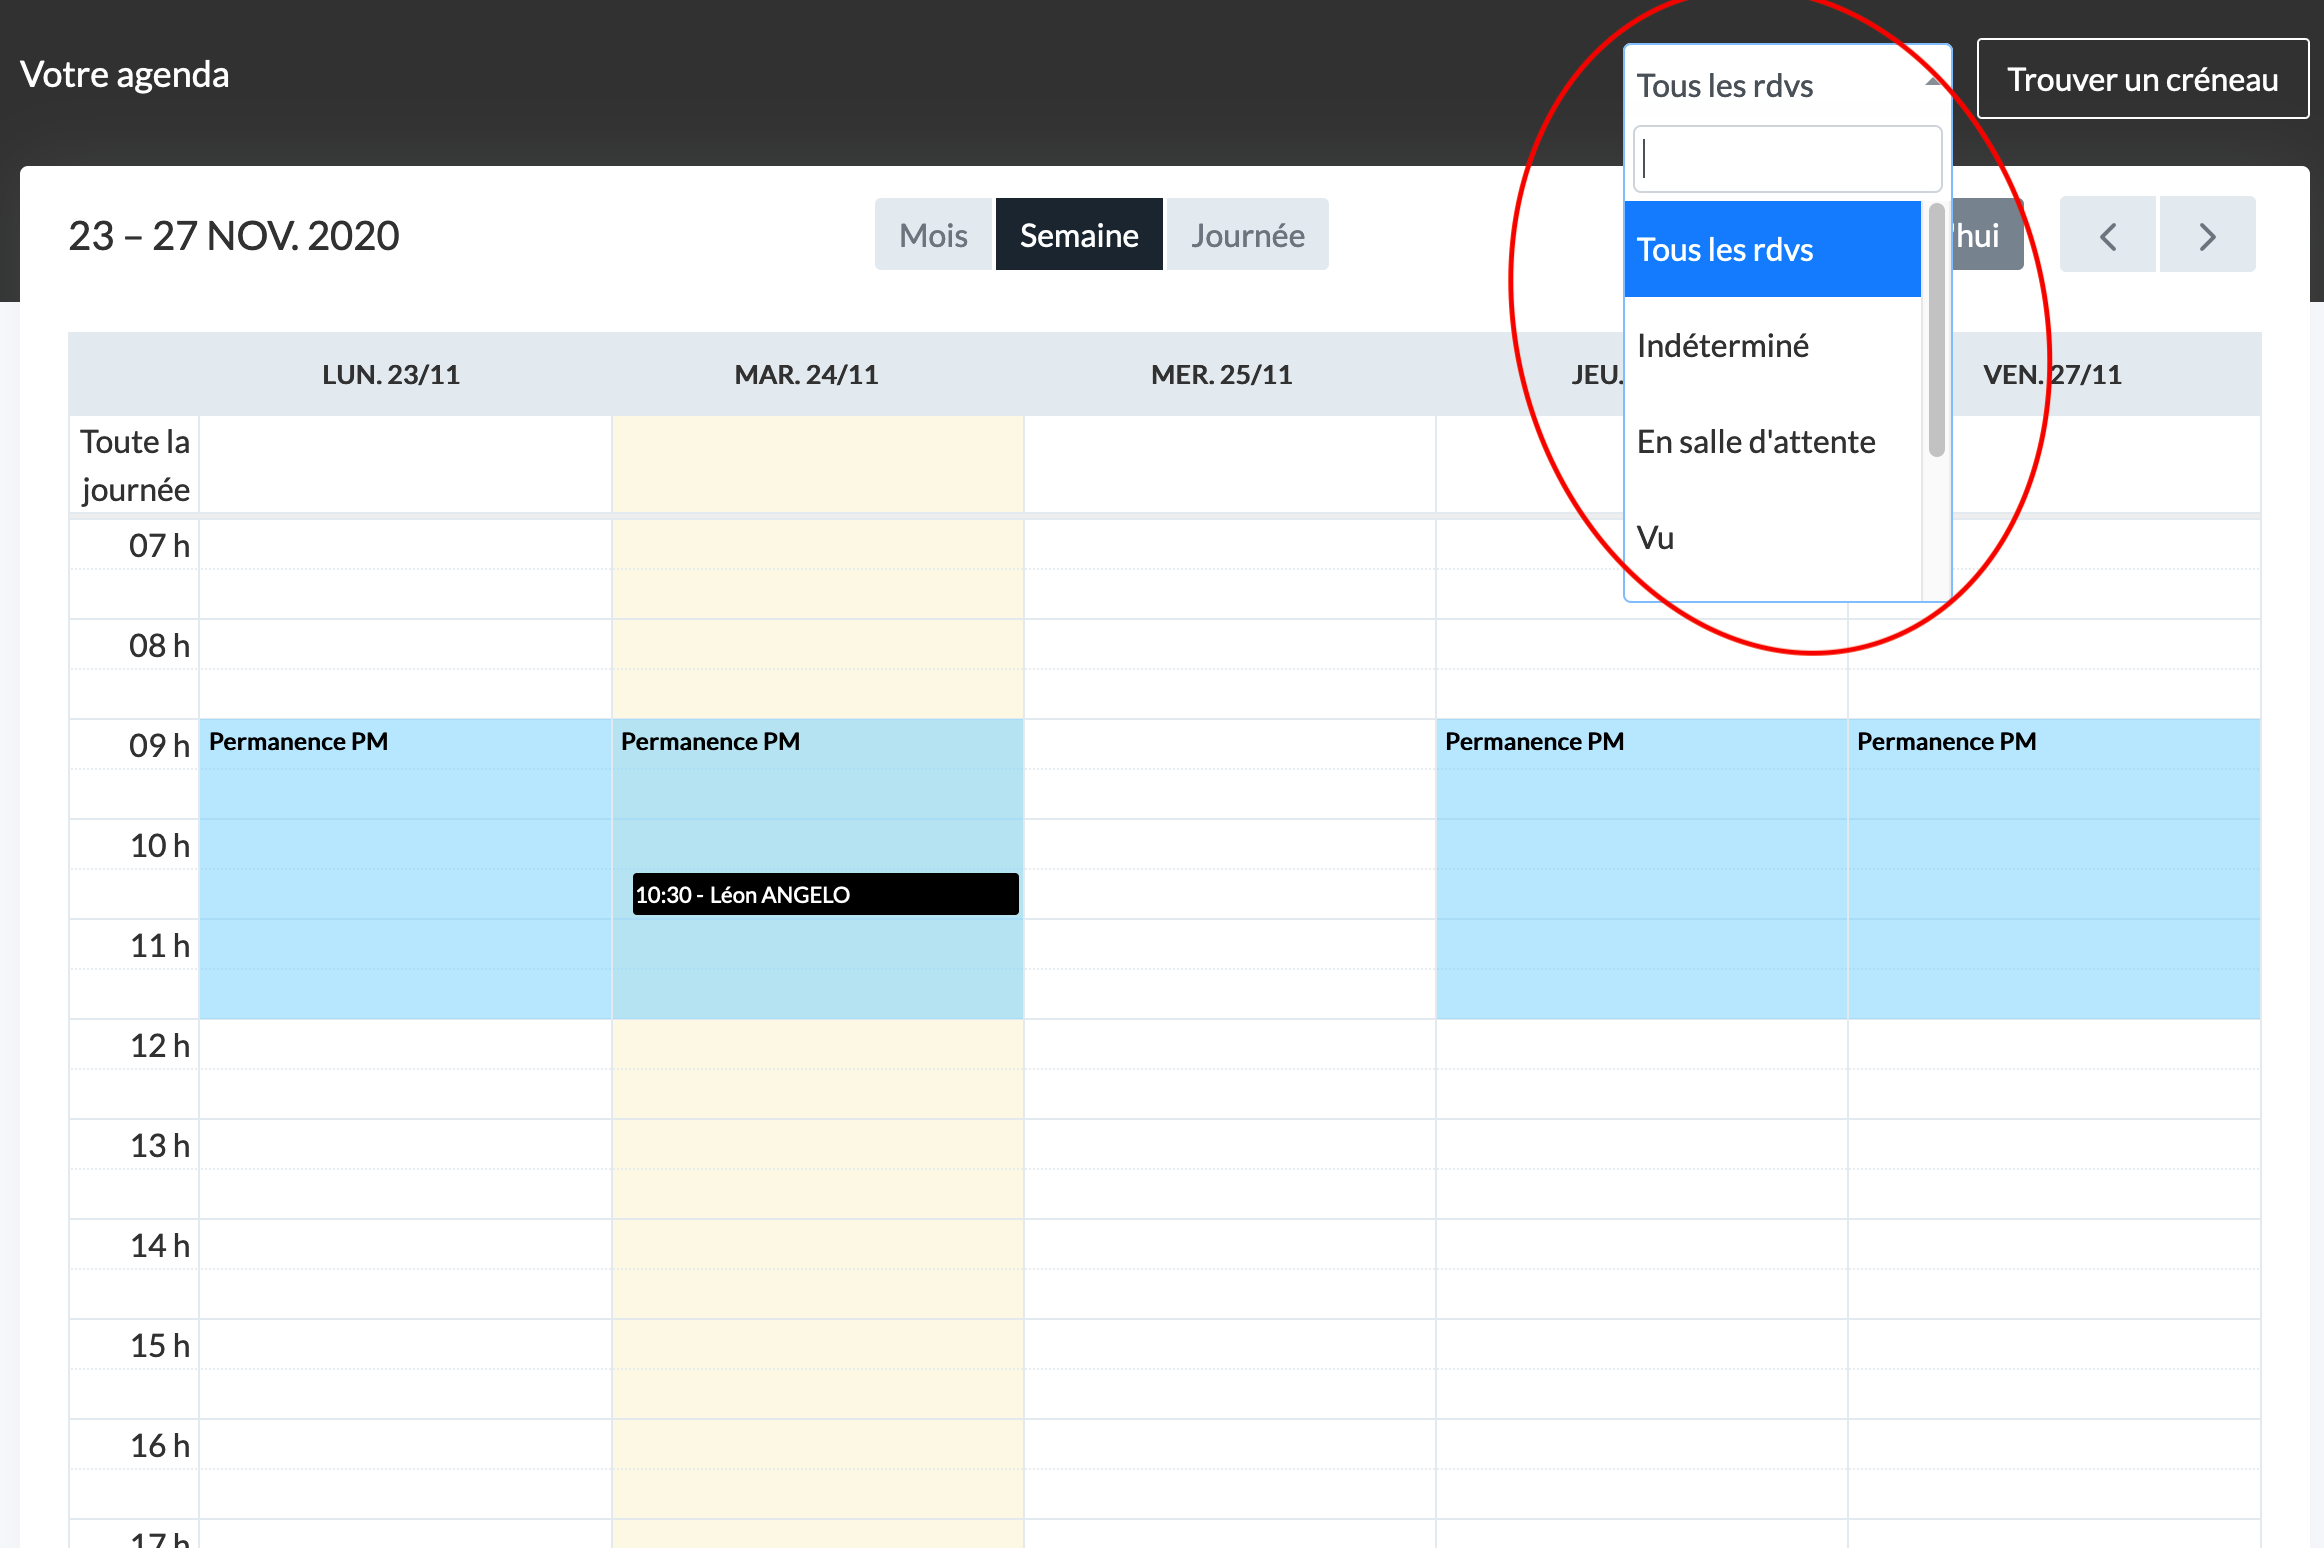 Votre agenda
Tous les rdvs
Trouver un créneau
23 – 27 NOV. 2020
Mois
Semaine
Journée
'hui
Tous les rdvs
Indéterminé
En salle d'attente
Vu
LUN. 23/11
MAR. 24/11
MER. 25/11
JEU.
VEN. 27/11
Toute la
journée
07 h
08 h
09 h
Permanence PM
Permanence PM
Permanence PM
Permanence PM
10 h
10:30 - Léon ANGELO
11 h
12 h
13 h
14 h
15 h
16 h
17 h